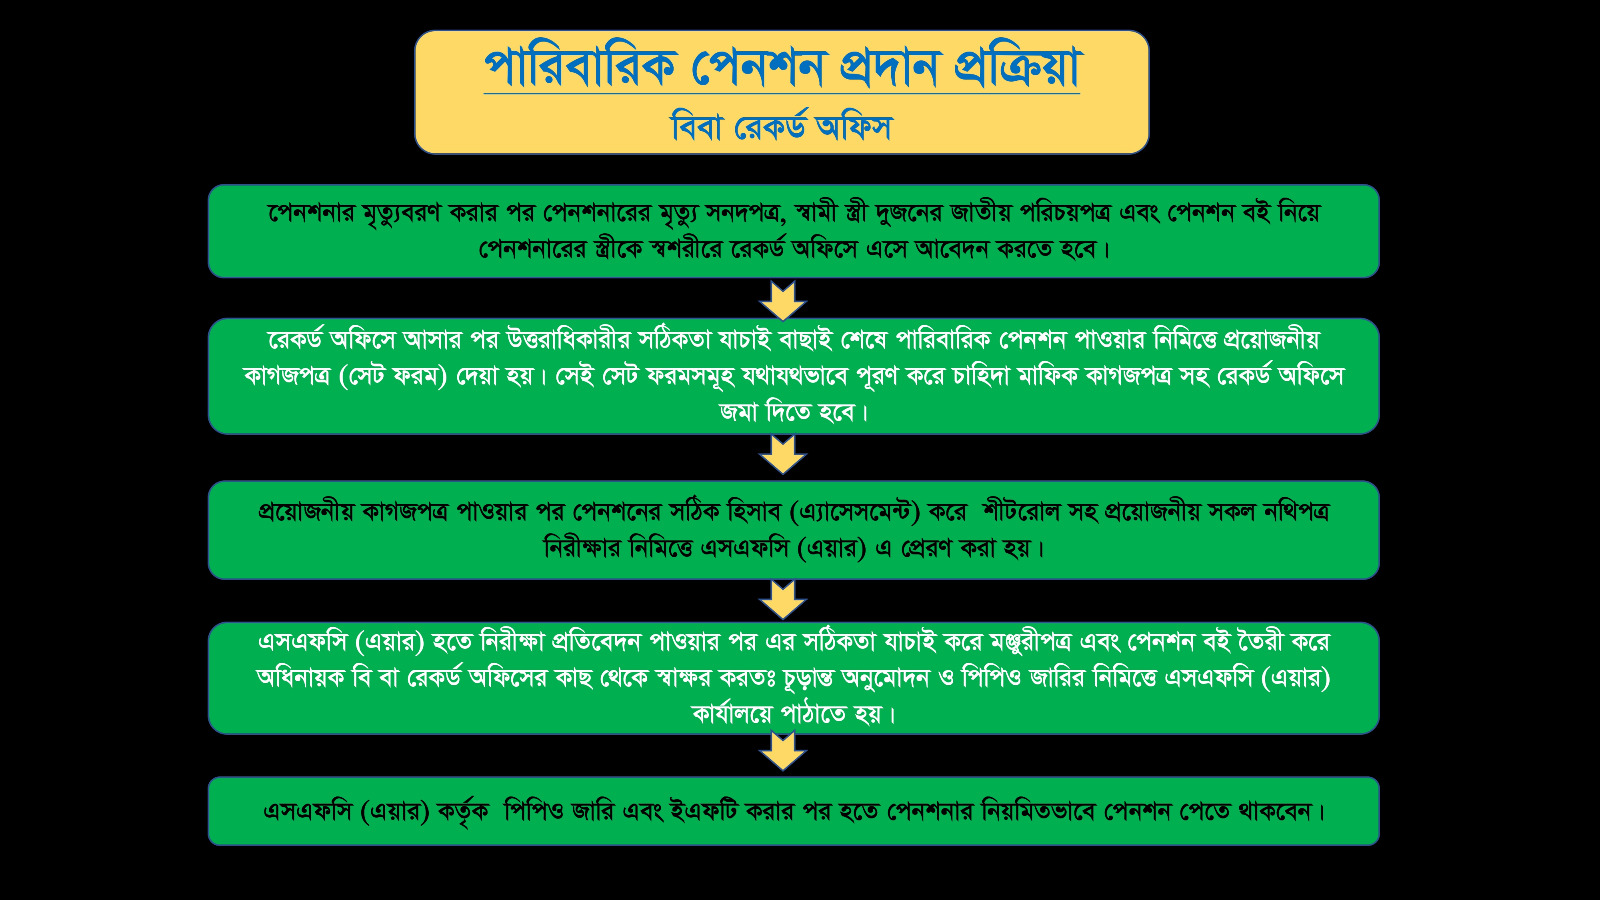 পারিবারিক পেনশন প্রদান প্রক্রিয়া
বিবা রেকর্ড অফিস
পেনশনার মৃত্যুবরণ করার পর পেনশনারের মৃত্যু সনদপত্র, স্বামী স্ত্রী দুজনের জাতীয় পরিচয়পত্র এবং পেনশন বই নিয়ে
পেনশনারের স্ত্রীকে স্বশরীরে রেকর্ড অফিসে এসে আবেদন করতে হবে।
রেকর্ড অফিসে আসার পর উত্তরাধিকারীর সঠিকতা যাচাই বাছাই শেষে পারিবারিক পেনশন পাওয়ার নিমিত্তে প্রয়োজনীয়
কাগজপত্র (সেট ফরম) দেয়া হয়। সেই সেট ফরমসমূহ যথাযথভাবে পূরণ করে চাহিদা মাফিক কাগজপত্র সহ রেকর্ড অফিসে
জমা দিতে হবে।
প্রয়োজনীয় কাগজপত্র পাওয়ার পর পেনশনের সঠিক হিসাব (এ্যাসেসমেন্ট) করে শীটরোল সহ প্রয়োজনীয় সকল নথিপত্র
নিরীক্ষার নিমিত্তে এসএফসি (এয়ার) এ প্রেরণ করা হয়।
এসএফসি (এয়ার) হতে নিরীক্ষা প্রতিবেদন পাওয়ার পর এর সঠিকতা যাচাই করে মঞ্জুরীপত্র এবং পেনশন বই তৈরী করে
অধিনায়ক বি বা রেকর্ড অফিসের কাছ থেকে স্বাক্ষর করতঃ চূড়ান্ত অনুমোদন ও পিপিও জারির নিমিত্তে এসএফসি (এয়ার)
কার্যালয়ে পাঠাতে হয়।
এসএফসি (এয়ার) কর্তৃক পিপিও জারি এবং ইএফটি করার পর হতে পেনশনার নিয়মিতভাবে পেনশন পেতে থাকবেন।